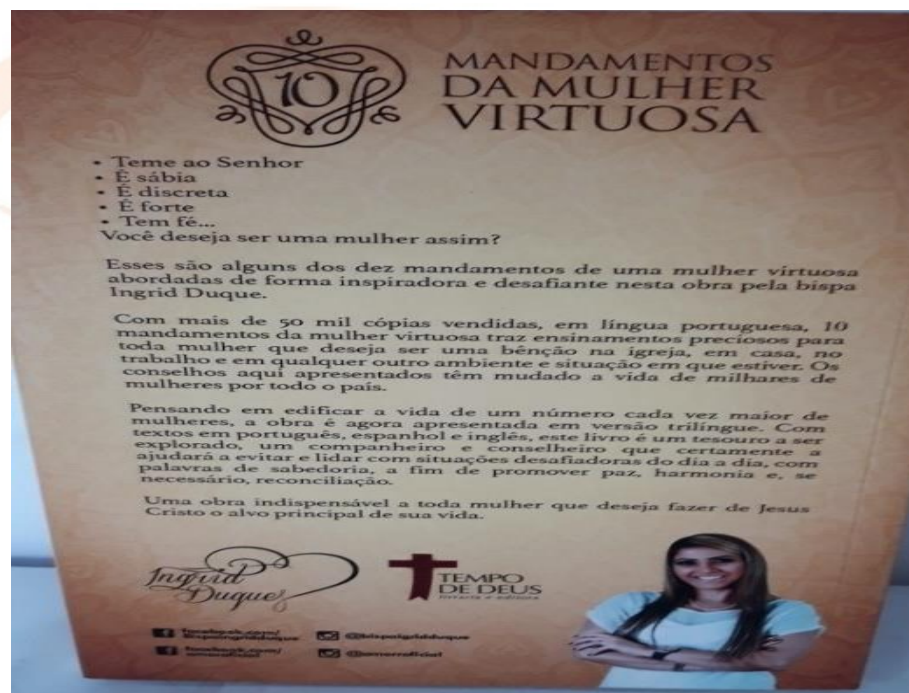 10
MANDAMENTOS
DA MULHER
VIRTUOSA
• Teme ao Senhor
• É sábia
• É discreta
• É forte
• Tem fé...
Você deseja ser uma mulher assim?
Esses são alguns dos dez mandamentos de uma mulher virtuosa
abordadas de forma inspiradora e desafiante nesta obra pela bispa
Ingrid Duque.
Com mais de 50 mil cópias vendidas, em língua portuguesa, 10
mandamentos da mulher virtuosa traz ensinamentos preciosos para
toda mulher que deseja ser uma bênção na igreja, em casa, no
trabalho e em qualquer outro ambiente e situação em que estiver. Os
conselhos aqui apresentados têm mudado a vida de milhares de
mulheres por todo o país.
Pensando em edificar a vida de um número cada vez maior de
mulheres, a obra é agora apresentada em versão trilíngue. Com
textos em português, espanhol e inglês, este livro é um tesouro a ser
explorado, um companheiro e conselheiro que certamente a
ajudará a evitar e lidar com situações desafiadoras do dia a dia, com
palavras de sabedoria, a fim de promover paz, harmonia e, se
necessário, reconciliação.
Uma obra indispensável a toda mulher que deseja fazer de Jesus
Cristo o alvo principal de sua vida.
Ingrid
Duque
TEMPO
DE DEUS
livraria e editora
facebook.com/
bispaingridduque
@bispaigridduque
facebook.com/